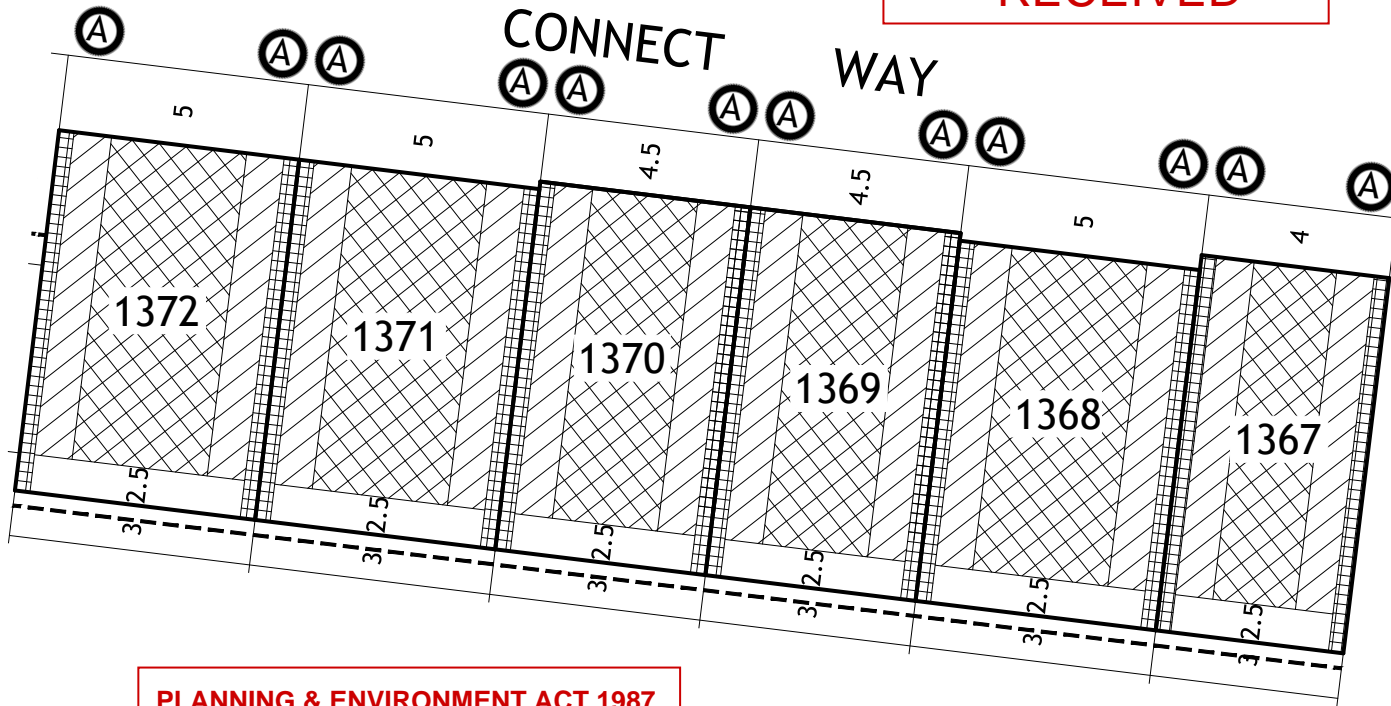 RECEIVED
CONNECT WAY
A A A A A A A A A A A A
5 5 4.5 4.5 5 4
1372 1371 1370 1369 1368 1367
2.5 2.5 2.5 2.5 2.5 2.5
3 3 3 3 3 3
PLANNING & ENVIRONMENT ACT 1987